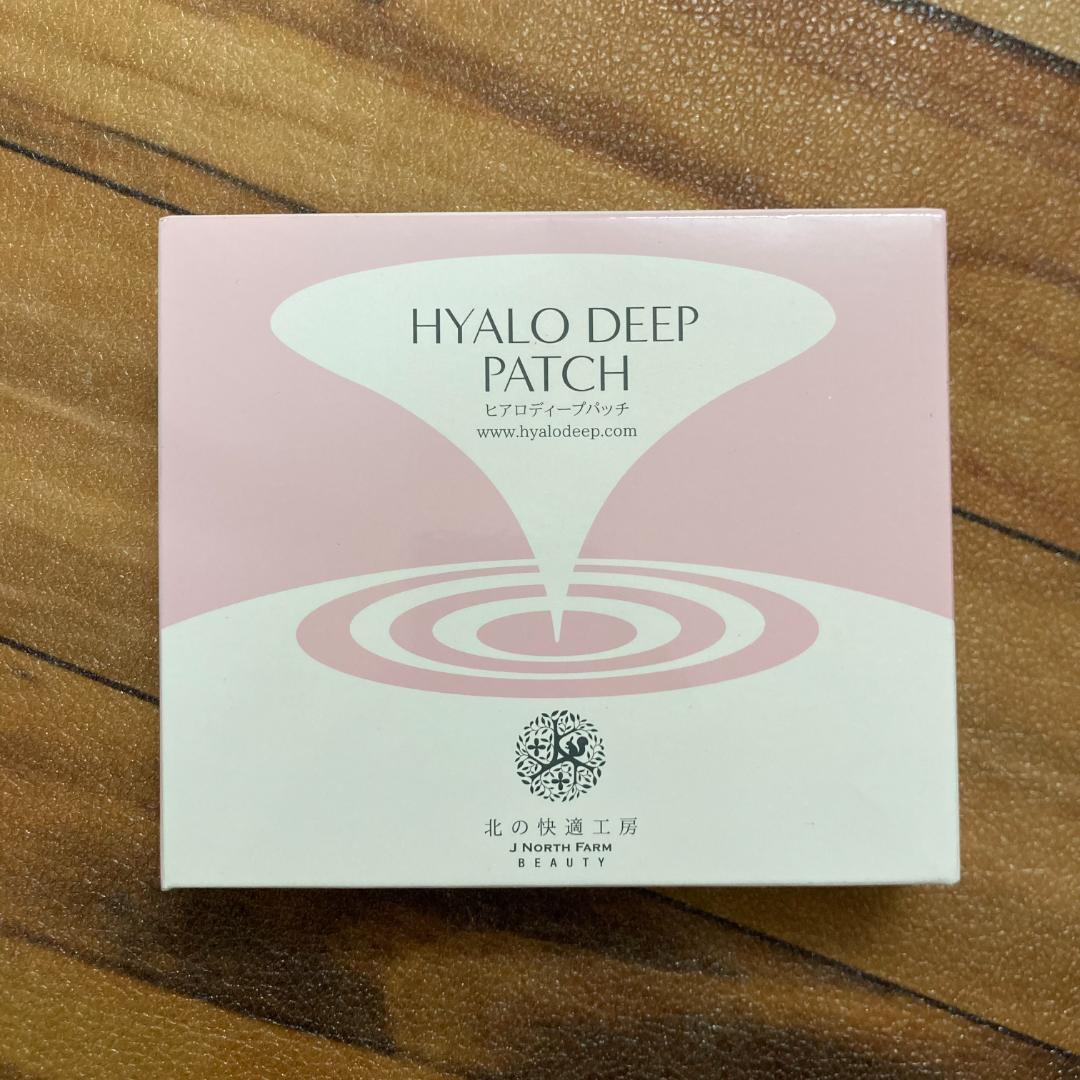 HYALO DEEP
PATCH
ヒアロディープパッチ
www.hyalodeep.com
北の快適工房
J NORTH FARM
BEAUTY